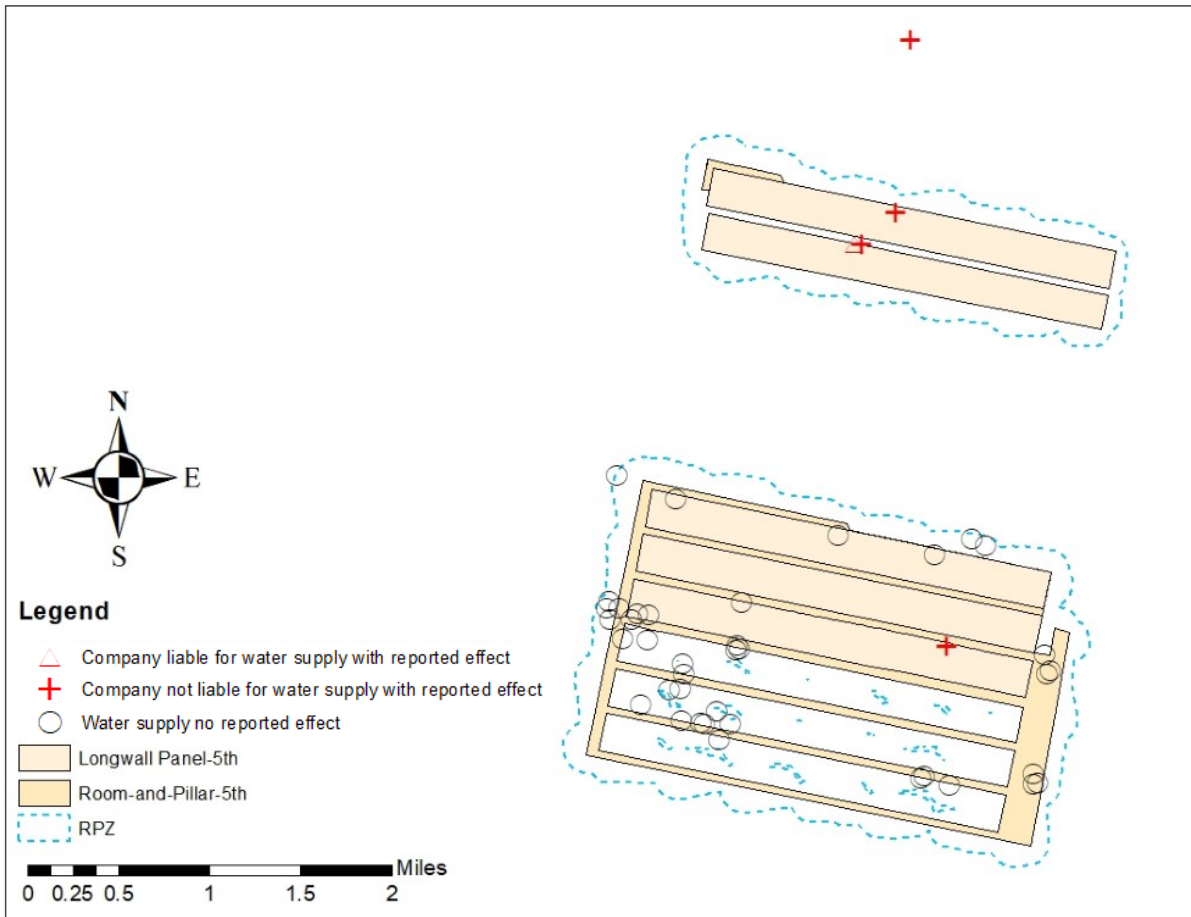 N
W E
S
Legend
Company liable for water supply with reported effect
Company not liable for water supply with reported effect
Water supply no reported effect
Longwall Panel-5th
Room-and-Pillar-5th
RPZ
Miles
0 0.25 0.5 1 1.5 2